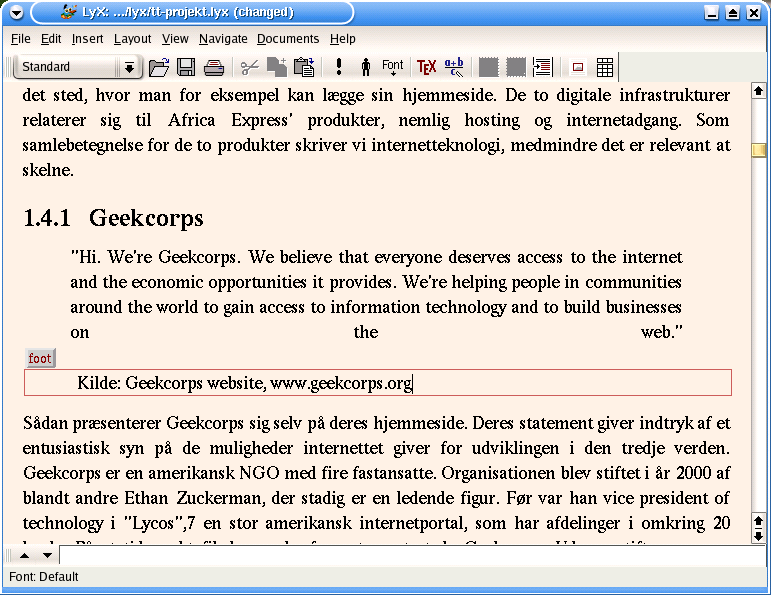 LyX: .../lyx/tt-projekt.lyx (changed)
File Edit Insert Layout View Navigate Documents Help
Standard Font TEX a+b c
det sted, hvor man for eksempel kan lægge sin hjemmeside. De to digitale infrastrukturer
relaterer sig til Africa Express' produkter, nemlig hosting og internetadgang. Som
samlebetegnelse for de to produkter skriver vi internetteknologi, medmindre det er relevant at
skelne.
1.4.1 Geekcorps
"Hi. We're Geekcorps. We believe that everyone deserves access to the internet
and the economic opportunities it provides. We're helping people in communities
around the world to gain access to information technology and to build businesses
on the web."
foot
Kilde: Geekcorps website, www.geekcorps.org
Sådan præsenterer Geekcorps sig selv på deres hjemmeside. Deres statement giver indtryk af et
entusiastisk syn på de muligheder internettet giver for udviklingen i den tredje verden.
Geekcorps er en amerikansk NGO med fire fastansatte. Organisationen blev stiftet i år 2000 af
blandt andre Ethan Zuckerman, der stadig er en ledende figur. Før var han vice president of
technology i "Lycos",7 en stor amerikansk internetportal, som har afdelinger i omkring 20
Font: Default